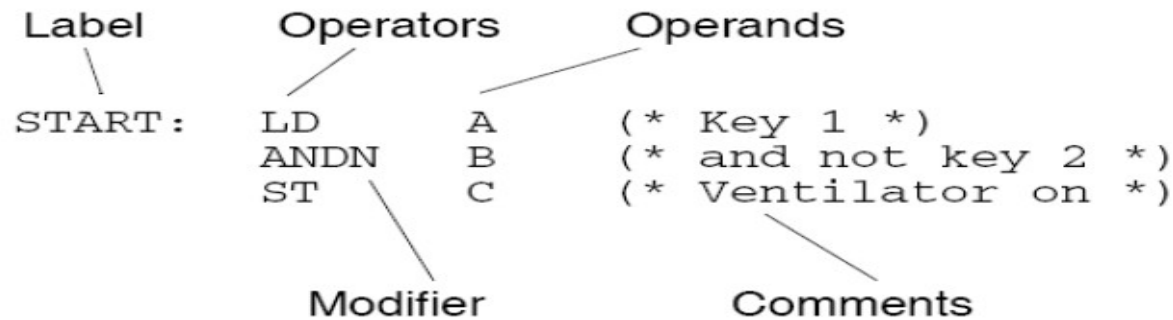 Label Operators Operands
START: LD A (* Key 1 *)
ANDN B (* and not key 2 *)
ST C (* Ventilator on *)
Modifier Comments